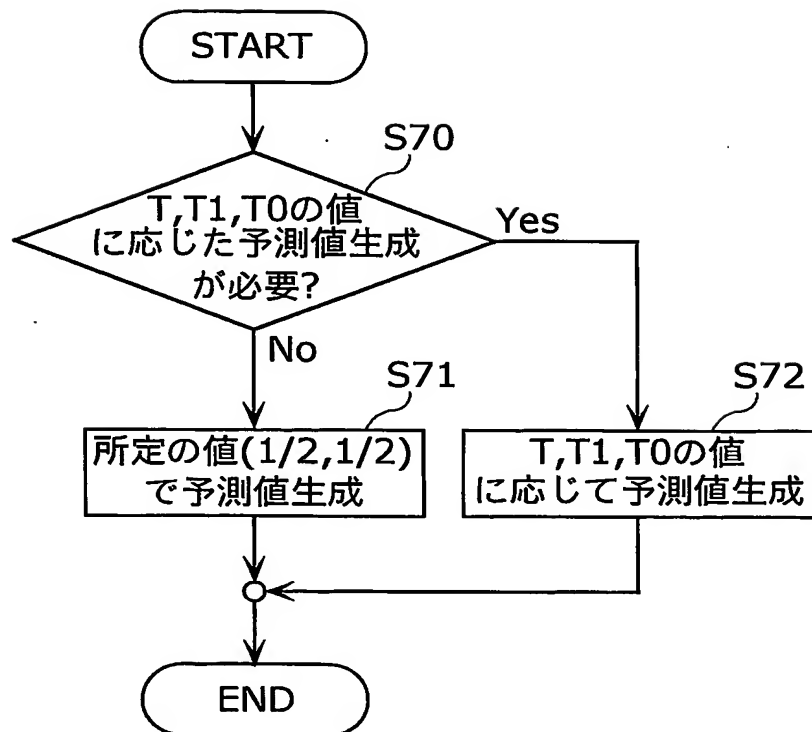 START
S70
T,T1,T0の値
に応じた予測値生成
が必要?
Yes
No
S71
所定の値(1/2,1/2)
で予測値生成
S72
T,T1,T0の値
に応じて予測値生成
END